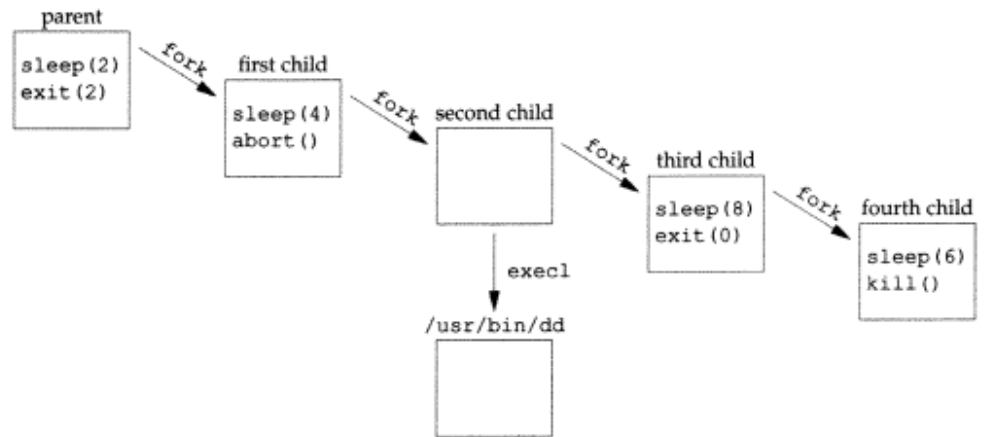 parent
sleep(2)
exit(2)
fork
first child
sleep(4)
abort()
fork
second child
fork
third child
sleep(8)
exit(0)
fork
fourth child
sleep(6)
kill()
execl
/usr/bin/dd